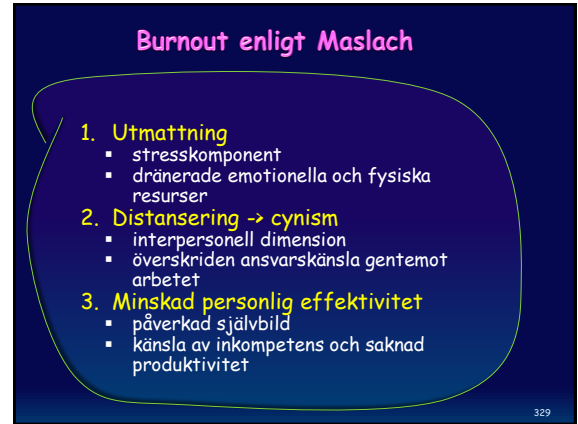 Burnout enligt Maslach
1. Utmattning
▪ stresskomponent
▪ dränerade emotionella och fysiska
resurser
2. Distansering -> cynism
▪ interpersonell dimension
▪ överskriden ansvarskänsla gentemot
arbetet
3. Minskad personlig effektivitet
▪ påverkad självbild
▪ känsla av inkompetens och saknad
produktivitet
329